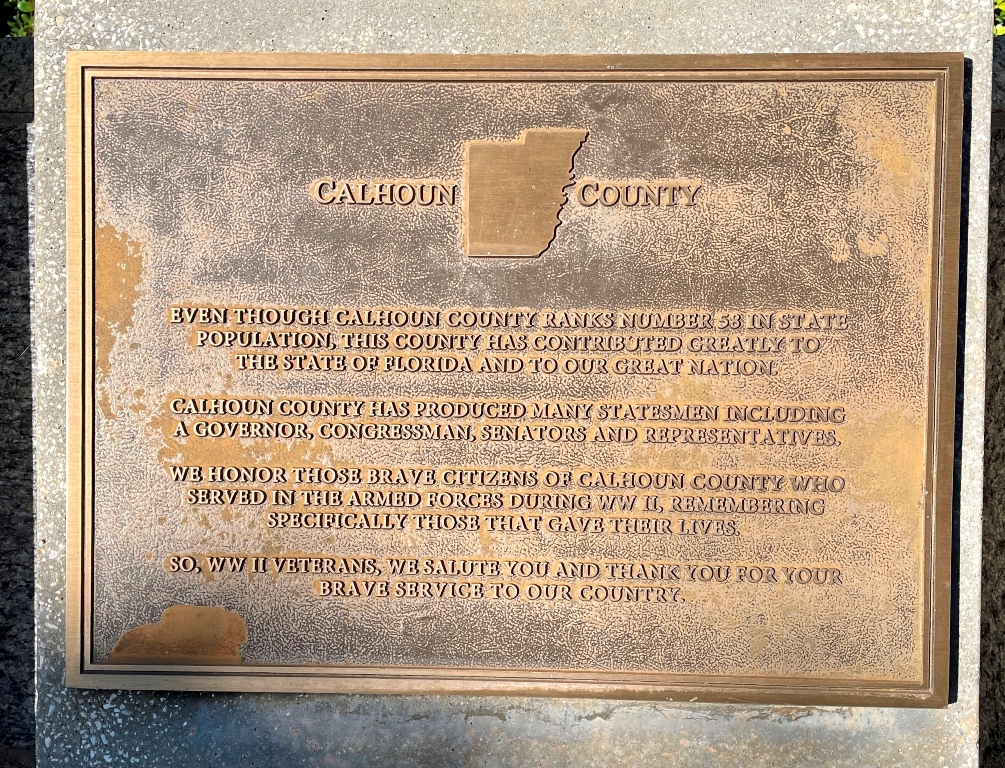 CALHOUN COUNTY
EVEN THOUGH CALHOUN COUNTY RANKS NUMBER 58 IN STATE
POPULATION, THIS COUNTY HAS CONTRIBUTED GREATLY TO
THE STATE OF FLORIDA AND TO OUR GREAT NATION.
CALHOUN COUNTY HAS PRODUCED MANY STATESMEN INCLUDING
A GOVERNOR, CONGRESSMAN, SENATORS AND REPRESENTATIVES.
WE HONOR THOSE BRAVE CITIZENS OF CALHOUN COUNTY WHO
SERVED IN THE ARMED FORCES DURING WW II, REMEMBERING
SPECIFICALLY THOSE THAT GAVE THEIR LIVES.
SO, WW II VETERANS, WE SALUTE YOU AND THANK YOU FOR YOUR
BRAVE SERVICE TO OUR COUNTRY.